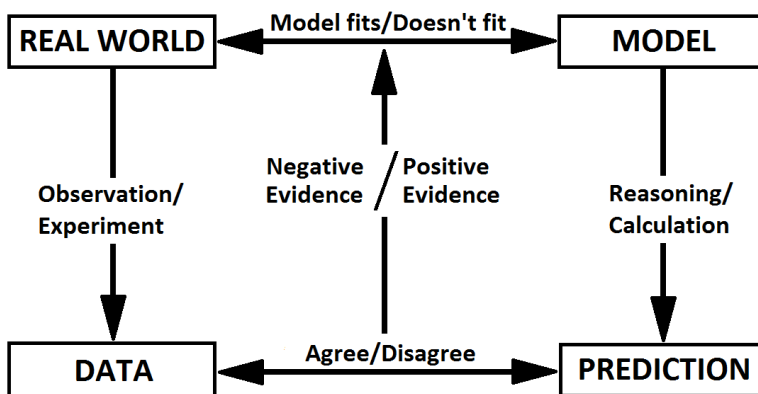 REAL WORLD
Model fits/Doesn't fit
MODEL
Observation/
Experiment
Negative
Evidence
/
Positive
Evidence
Reasoning/
Calculation
DATA
Agree/Disagree
PREDICTION